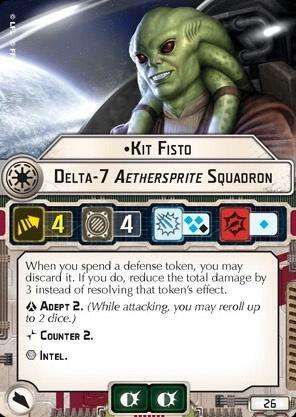 •Kit Fisto
Delta-7 Aethersprite Squadron
4 4
When you spend a defense token, you may
discard it. If you do, reduce the total damage by
3 instead of resolving that token's effect.
Adept 2. (While attacking, you may reroll up
to 2 dice.)
Counter 2.
Intel.
26